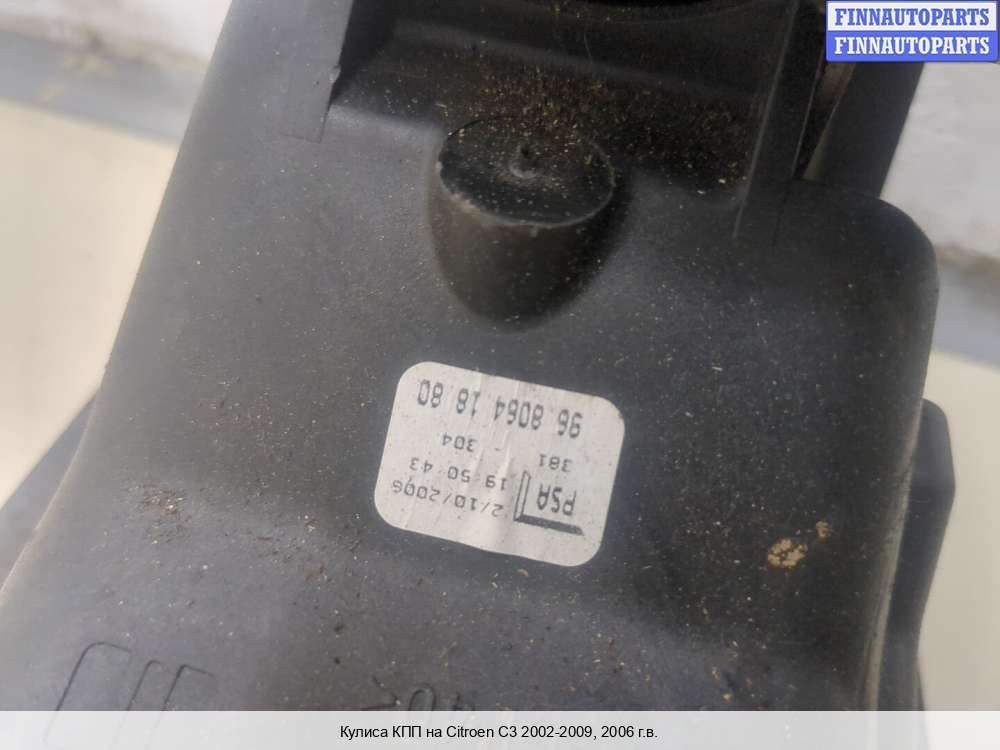 FINNAUTOPARTS
FINNAUTOPARTS
PSA
2/10/2006
19:50:43
381 - 304
96 8064 18 80
Кулиса КПП на Citroen C3 2002-2009, 2006 г.в.